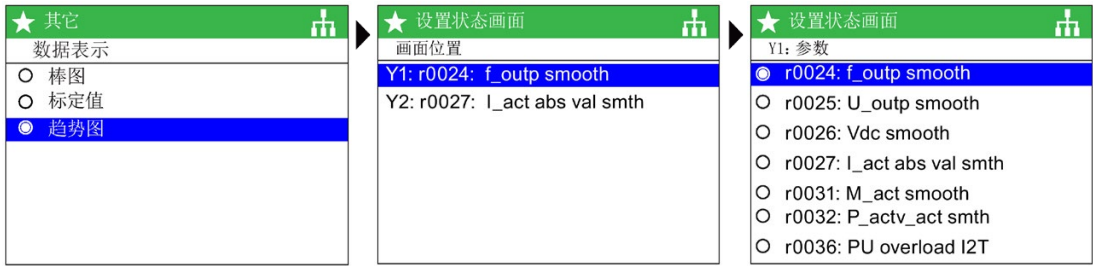 其它
数据表示
棒图
标定值
趋势图
设置状态画面
画面位置
Y1: r0024: f_outp smooth
Y2: r0027: I_act abs val smth
设置状态画面
Y1: 参数
r0024: f_outp smooth
r0025: U_outp smooth
r0026: Vdc smooth
r0027: I_act abs val smth
r0031: M_act smooth
r0032: P_actv_act smth
r0036: PU overload I2T